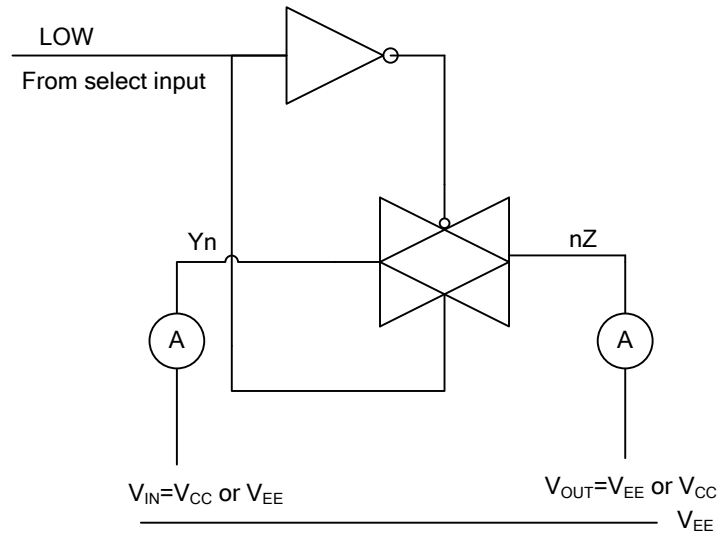 LOW
From select input
Yn
nZ
A
A
V_IN=V_CC or V_EE
V_OUT=V_EE or V_CC
V_EE